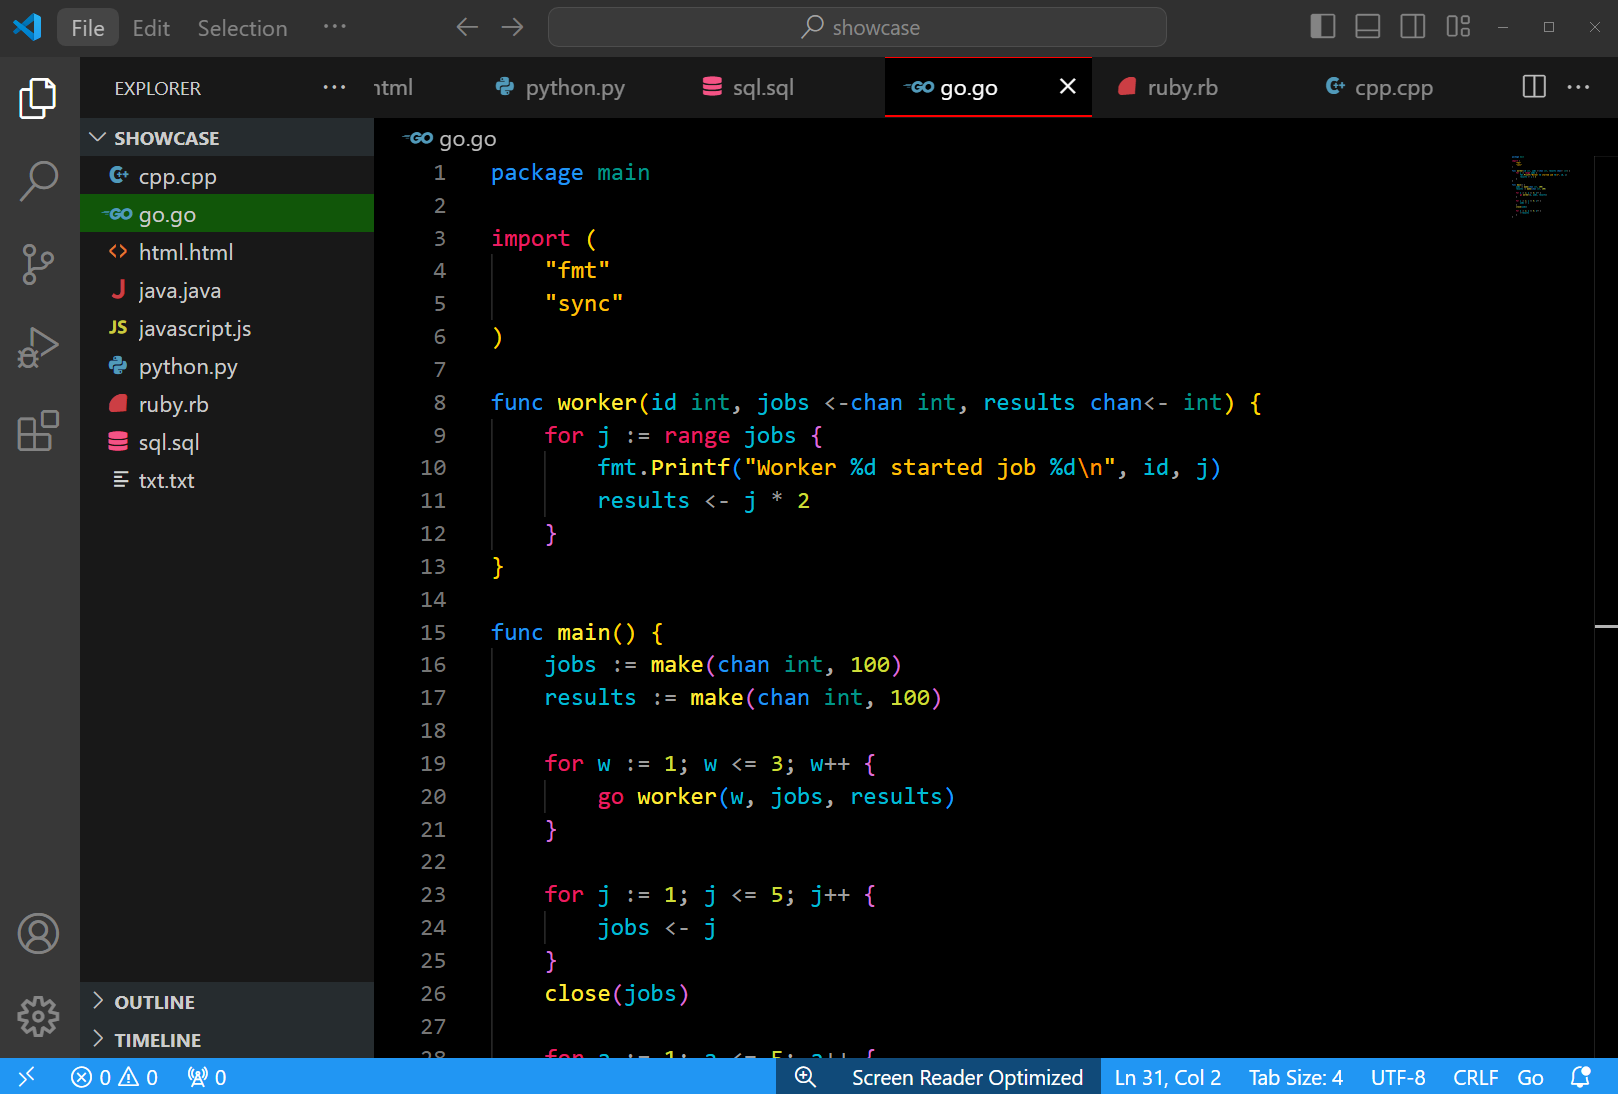 File Edit Selection ··· showcase
EXPLORER ···
SHOWCASE
cpp.cpp
go.go
html.html
java.java
JS javascript.js
python.py
ruby.rb
sql.sql
txt.txt
OUTLINE
TIMELINE
html python.py sql.sql go.go ruby.rb cpp.cpp ···
go.go
1 package main
2
3 import (
4     "fmt"
5     "sync"
6 )
7
8 func worker(id int, jobs <-chan int, results chan<- int) {
9     for j := range jobs {
10         fmt.Printf("Worker %d started job %d\n", id, j)
11         results <- j * 2
12     }
13 }
14
15 func main() {
16     jobs := make(chan int, 100)
17     results := make(chan int, 100)
18
19     for w := 1; w <= 3; w++ {
20         go worker(w, jobs, results)
21     }
22
23     for j := 1; j <= 5; j++ {
24         jobs <- j
25     }
26     close(jobs)
27
28     for a := 1; a <= 5; a++ {
0 0 0 Screen Reader Optimized Ln 31, Col 2 Tab Size: 4 UTF-8 CRLF Go